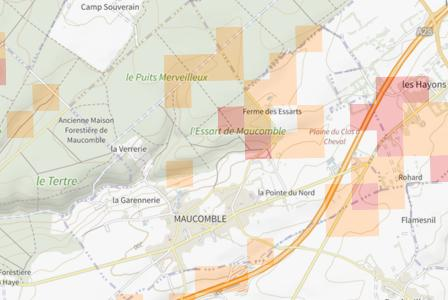 Camp Souverain
A28
le Puits Merveilleux
les Hayons
Ferme des Essarts
Ancienne Maison
Forestière de
Maucomble
l'Essart de Maucomble
Plaine du Clos à
Cheval
la Verrerie
le Tertre
Rohard
la Pointe du Nord
la Garennerie
MAUCOMBLE
Flamesnil
Forestière
Haye